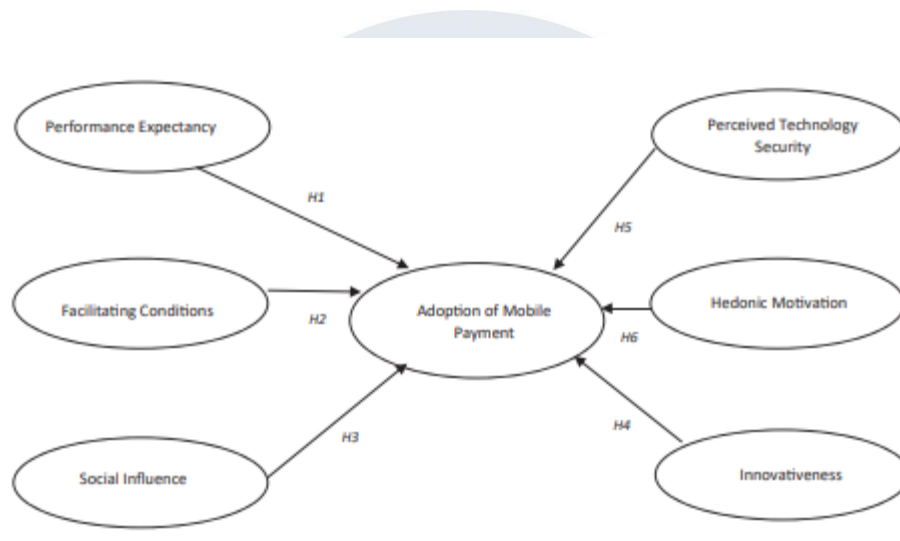 Performance Expectancy
Perceived Technology
Security
H1
H5
Facilitating Conditions
Adoption of Mobile
Payment
Hedonic Motivation
H2
H6
H3
H4
Social Influence
Innovativeness